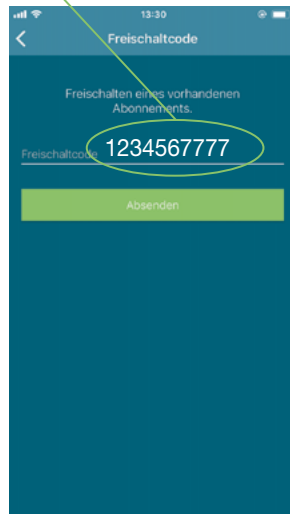 13:30
Freischaltcode
Freischalten eines vorhandenen
Abonnements.
Freischaltcode 1234567777
Absenden